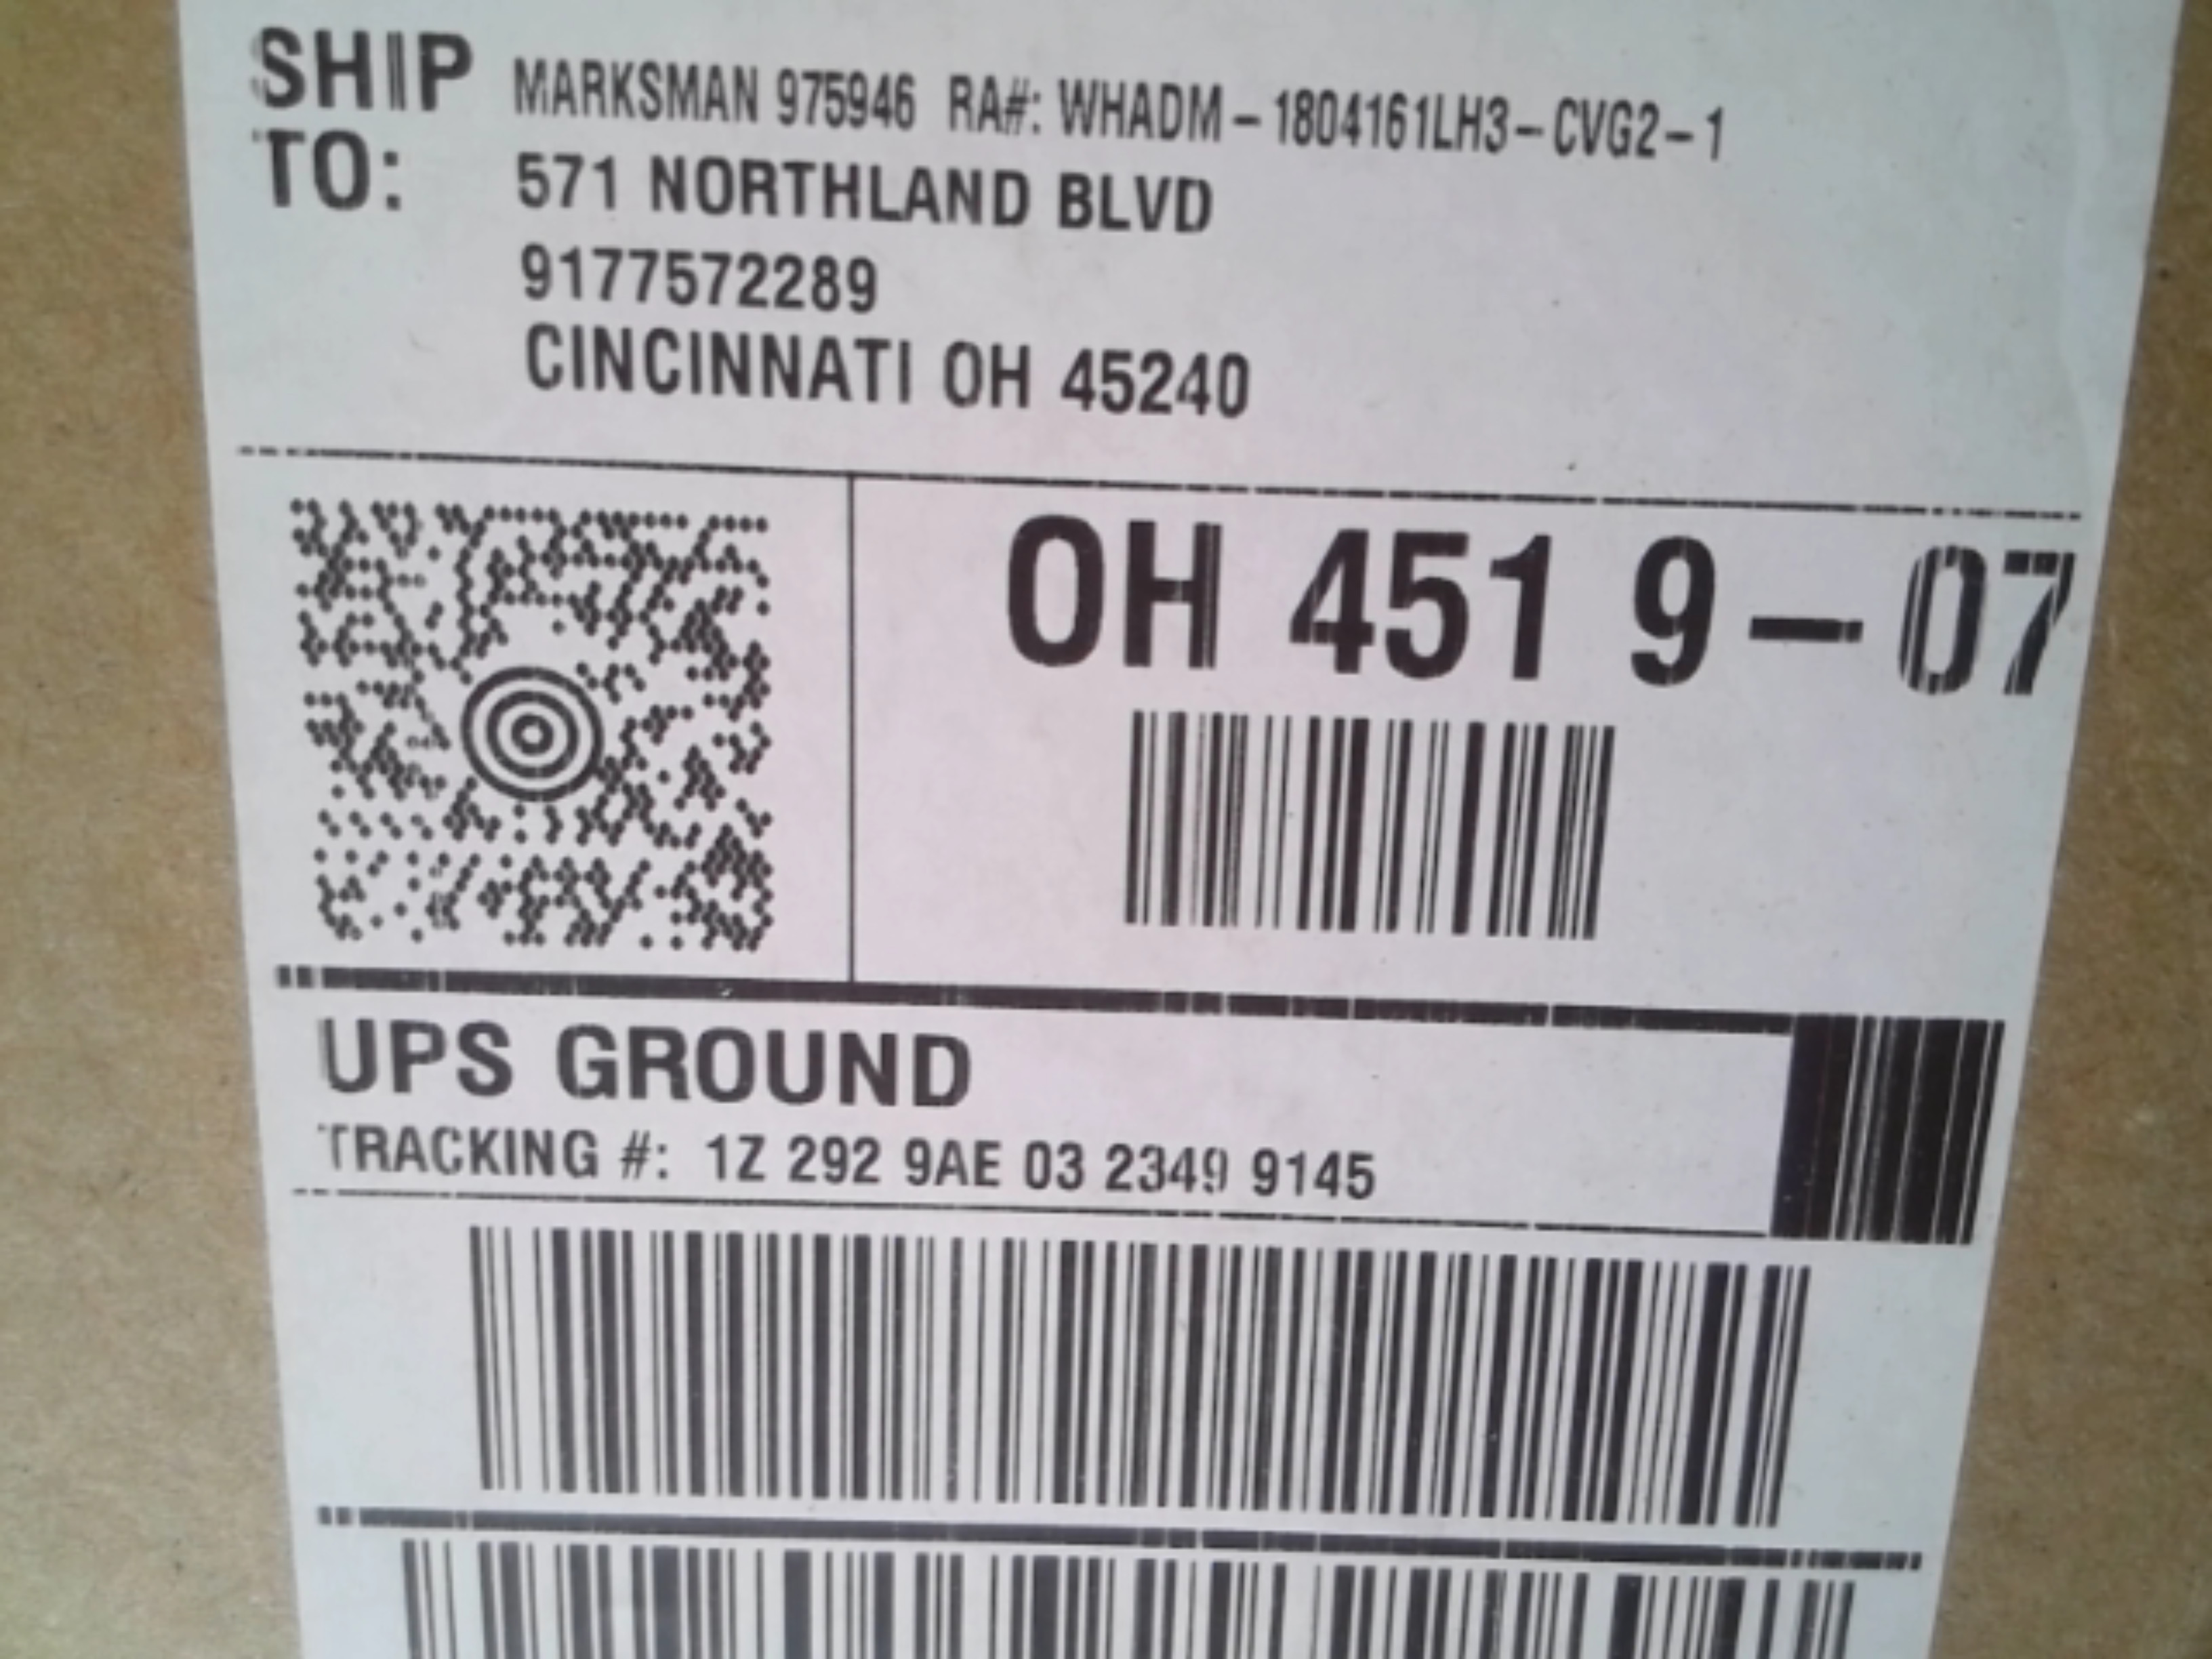 SHIP TO: MARKSMAN 975946 RA#: WHADM-1804161LH3-CVG2-1
571 NORTHLAND BLVD
9177572289
CINCINNATI OH 45240
OH 451 9-07
UPS GROUND
TRACKING #: 1Z 292 9AE 03 2349 9145